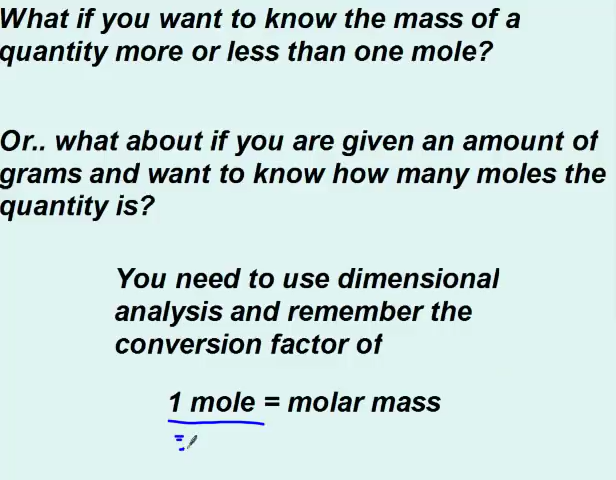 What if you want to know the mass of a
quantity more or less than one mole?
Or.. what about if you are given an amount of
grams and want to know how many moles the
quantity is?
You need to use dimensional
analysis and remember the
conversion factor of
1 mole = molar mass